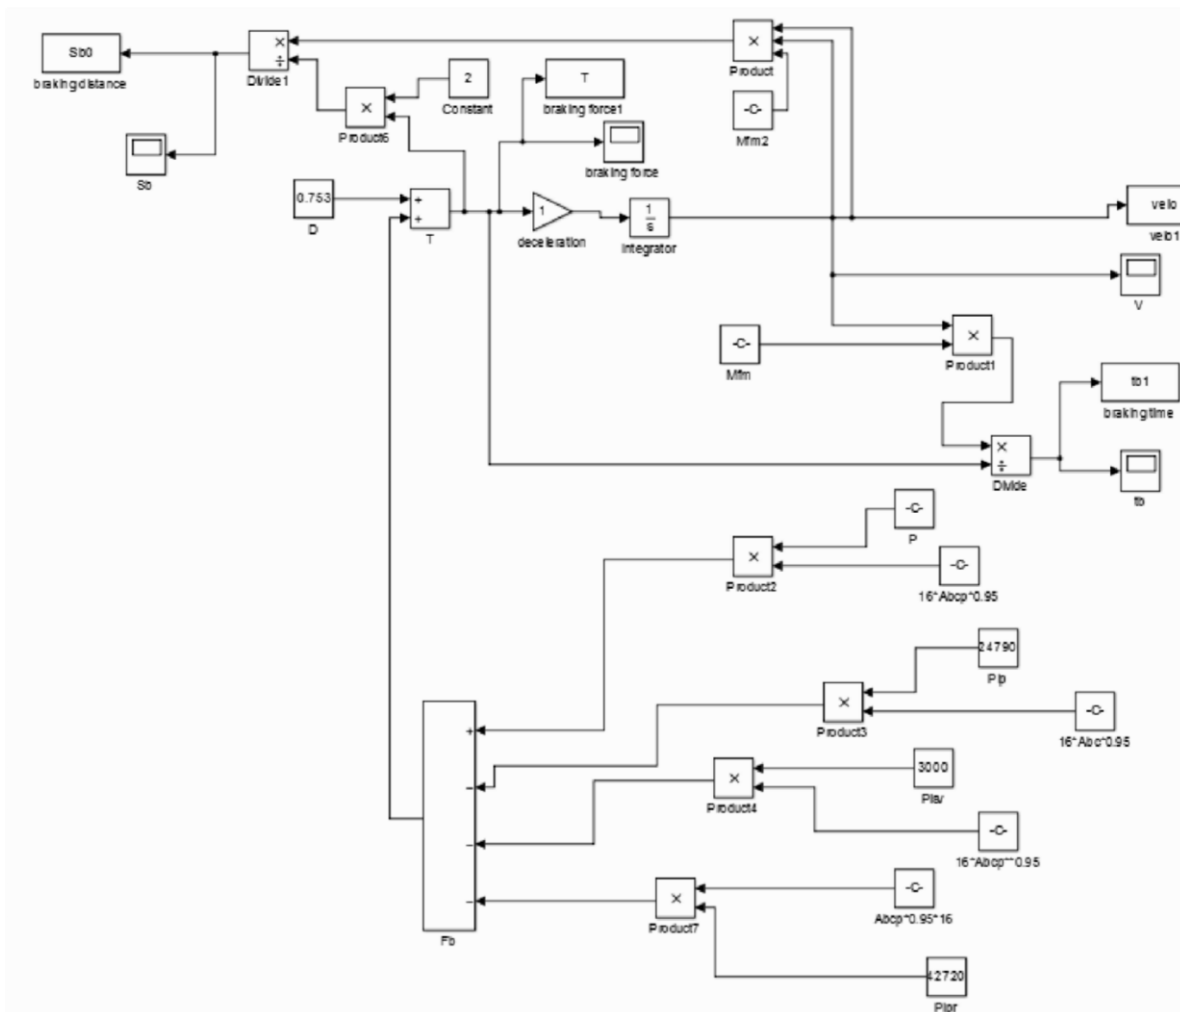 Sb0
braking distance
×
÷
Divide1
×
Product
T
braking force1
2
Constant
×
Product6
-C-
Mfm2
braking force
Sb
0.753
D
+
+
T
1
deceleration
1
s
Integrator
velo
velo1
V
-C-
Mfm
×
Product1
tb1
braking time
×
÷
Divide
tb
-C-
P
×
Product2
-C-
16*Abcp*0.95
24790
Plp
×
Product3
-C-
16*Abc*0.95
+
−
−
−
Fb
×
Product4
3000
Plsv
-C-
16*Abcp**0.95
×
Product7
-C-
Abcp*0.95*16
42720